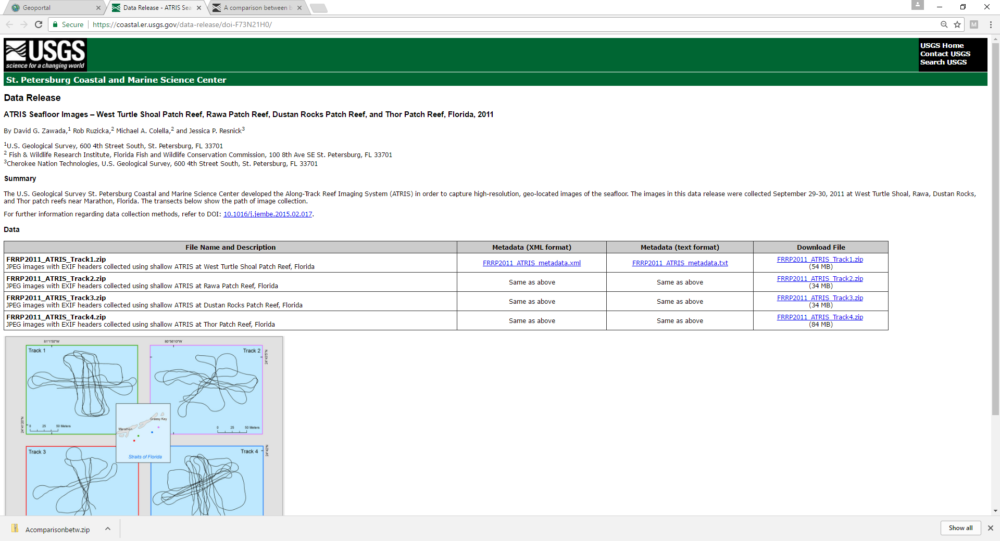 Geoportal
Data Release - ATRIS Sea
A comparison between b
Secure
https://coastal.er.usgs.gov/data-release/doi-F73N21H0/
M
USGS
science for a changing world
USGS Home
Contact USGS
Search USGS
St. Petersburg Coastal and Marine Science Center
Data Release
ATRIS Seafloor Images – West Turtle Shoal Patch Reef, Rawa Patch Reef, Dustan Rocks Patch Reef, and Thor Patch Reef, Florida, 2011
By David G. Zawada,1 Rob Ruzicka,2 Michael A. Colella,2 and Jessica P. Resnick3
1U.S. Geological Survey, 600 4th Street South, St. Petersburg, FL 33701
2 Fish & Wildlife Research Institute, Florida Fish and Wildlife Conservation Commission, 100 8th Ave SE St. Petersburg, FL 33701
3Cherokee Nation Technologies, U.S. Geological Survey, 600 4th Street South, St. Petersburg, FL 33701
Summary
The U.S. Geological Survey St. Petersburg Coastal and Marine Science Center developed the Along-Track Reef Imaging System (ATRIS) in order to capture high-resolution, geo-located images of the seafloor. The images in this data release were collected September 29-30, 2011 at West Turtle Shoal, Rawa, Dustan Rocks,
and Thor patch reefs near Marathon, Florida. The transects below show the path of image collection.
For further information regarding data collection methods, refer to DOI: 10.1016/j.jembe.2015.02.017.
Data
File Name and Description Metadata (XML format) Metadata (text format) Download File
FRRP2011_ATRIS_Track1.zip
JPEG images with EXIF headers collected using shallow ATRIS at West Turtle Shoal Patch Reef, Florida
FRRP2011_ATRIS_metadata.xml
FRRP2011_ATRIS_metadata.txt
FRRP2011_ATRIS_Track1.zip
(54 MB)
FRRP2011_ATRIS_Track2.zip
JPEG images with EXIF headers collected using shallow ATRIS at Rawa Patch Reef, Florida
Same as above
Same as above
FRRP2011_ATRIS_Track2.zip
(34 MB)
FRRP2011_ATRIS_Track3.zip
JPEG images with EXIF headers collected using shallow ATRIS at Dustan Rocks Patch Reef, Florida
Same as above
Same as above
FRRP2011_ATRIS_Track3.zip
(34 MB)
FRRP2011_ATRIS_Track4.zip
JPEG images with EXIF headers collected using shallow ATRIS at Thor Patch Reef, Florida
Same as above
Same as above
FRRP2011_ATRIS_Track4.zip
(84 MB)
81°1'50"W
80°56'10"W
Track 1
Track 2
24°43'5"N
24°41'20"N
0 25 50 Meters
0 25 50 Meters
Grassy Key
Marathon
Straits of Florida
Track 3
Track 4
24°42'N
Acomparisonbetw.zip
Show all